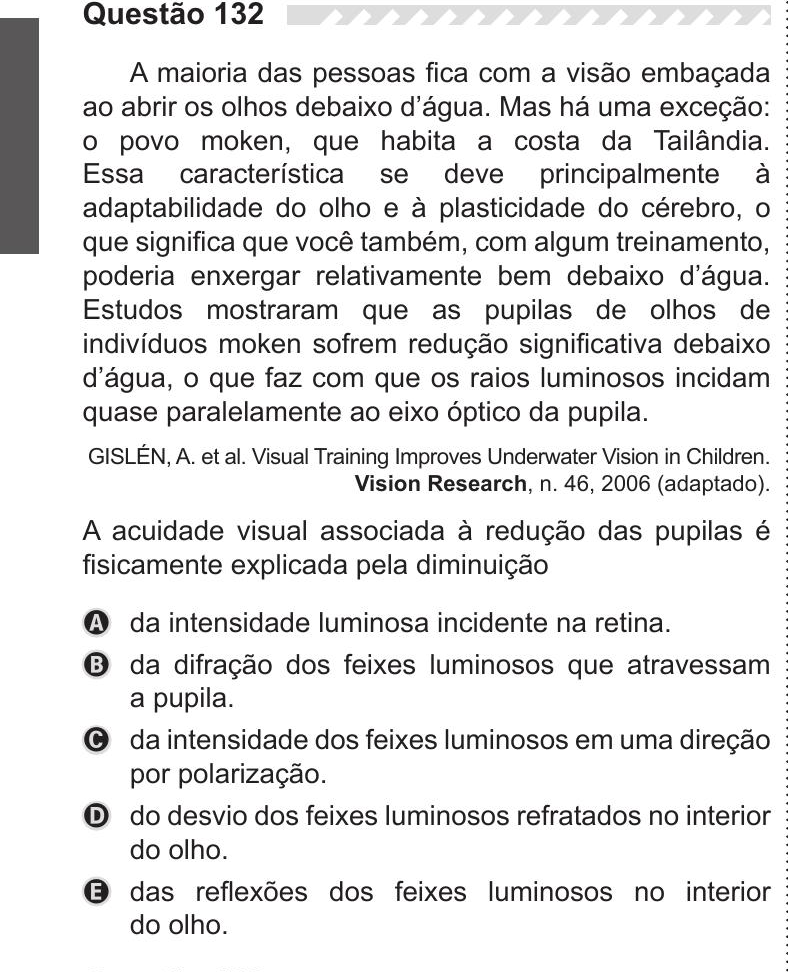 Questão 132
A maioria das pessoas fica com a visão embaçada
ao abrir os olhos debaixo d’água. Mas há uma exceção:
o povo moken, que habita a costa da Tailândia.
Essa característica se deve principalmente à
adaptabilidade do olho e à plasticidade do cérebro, o
que significa que você também, com algum treinamento,
poderia enxergar relativamente bem debaixo d’água.
Estudos mostraram que as pupilas de olhos de
indivíduos moken sofrem redução significativa debaixo
d’água, o que faz com que os raios luminosos incidam
quase paralelamente ao eixo óptico da pupila.
GISLÉN, A. et al. Visual Training Improves Underwater Vision in Children.
Vision Research, n. 46, 2006 (adaptado).
A acuidade visual associada à redução das pupilas é
fisicamente explicada pela diminuição
A da intensidade luminosa incidente na retina.
B da difração dos feixes luminosos que atravessam
a pupila.
C da intensidade dos feixes luminosos em uma direção
por polarização.
D do desvio dos feixes luminosos refratados no interior
do olho.
E das reflexões dos feixes luminosos no interior
do olho.